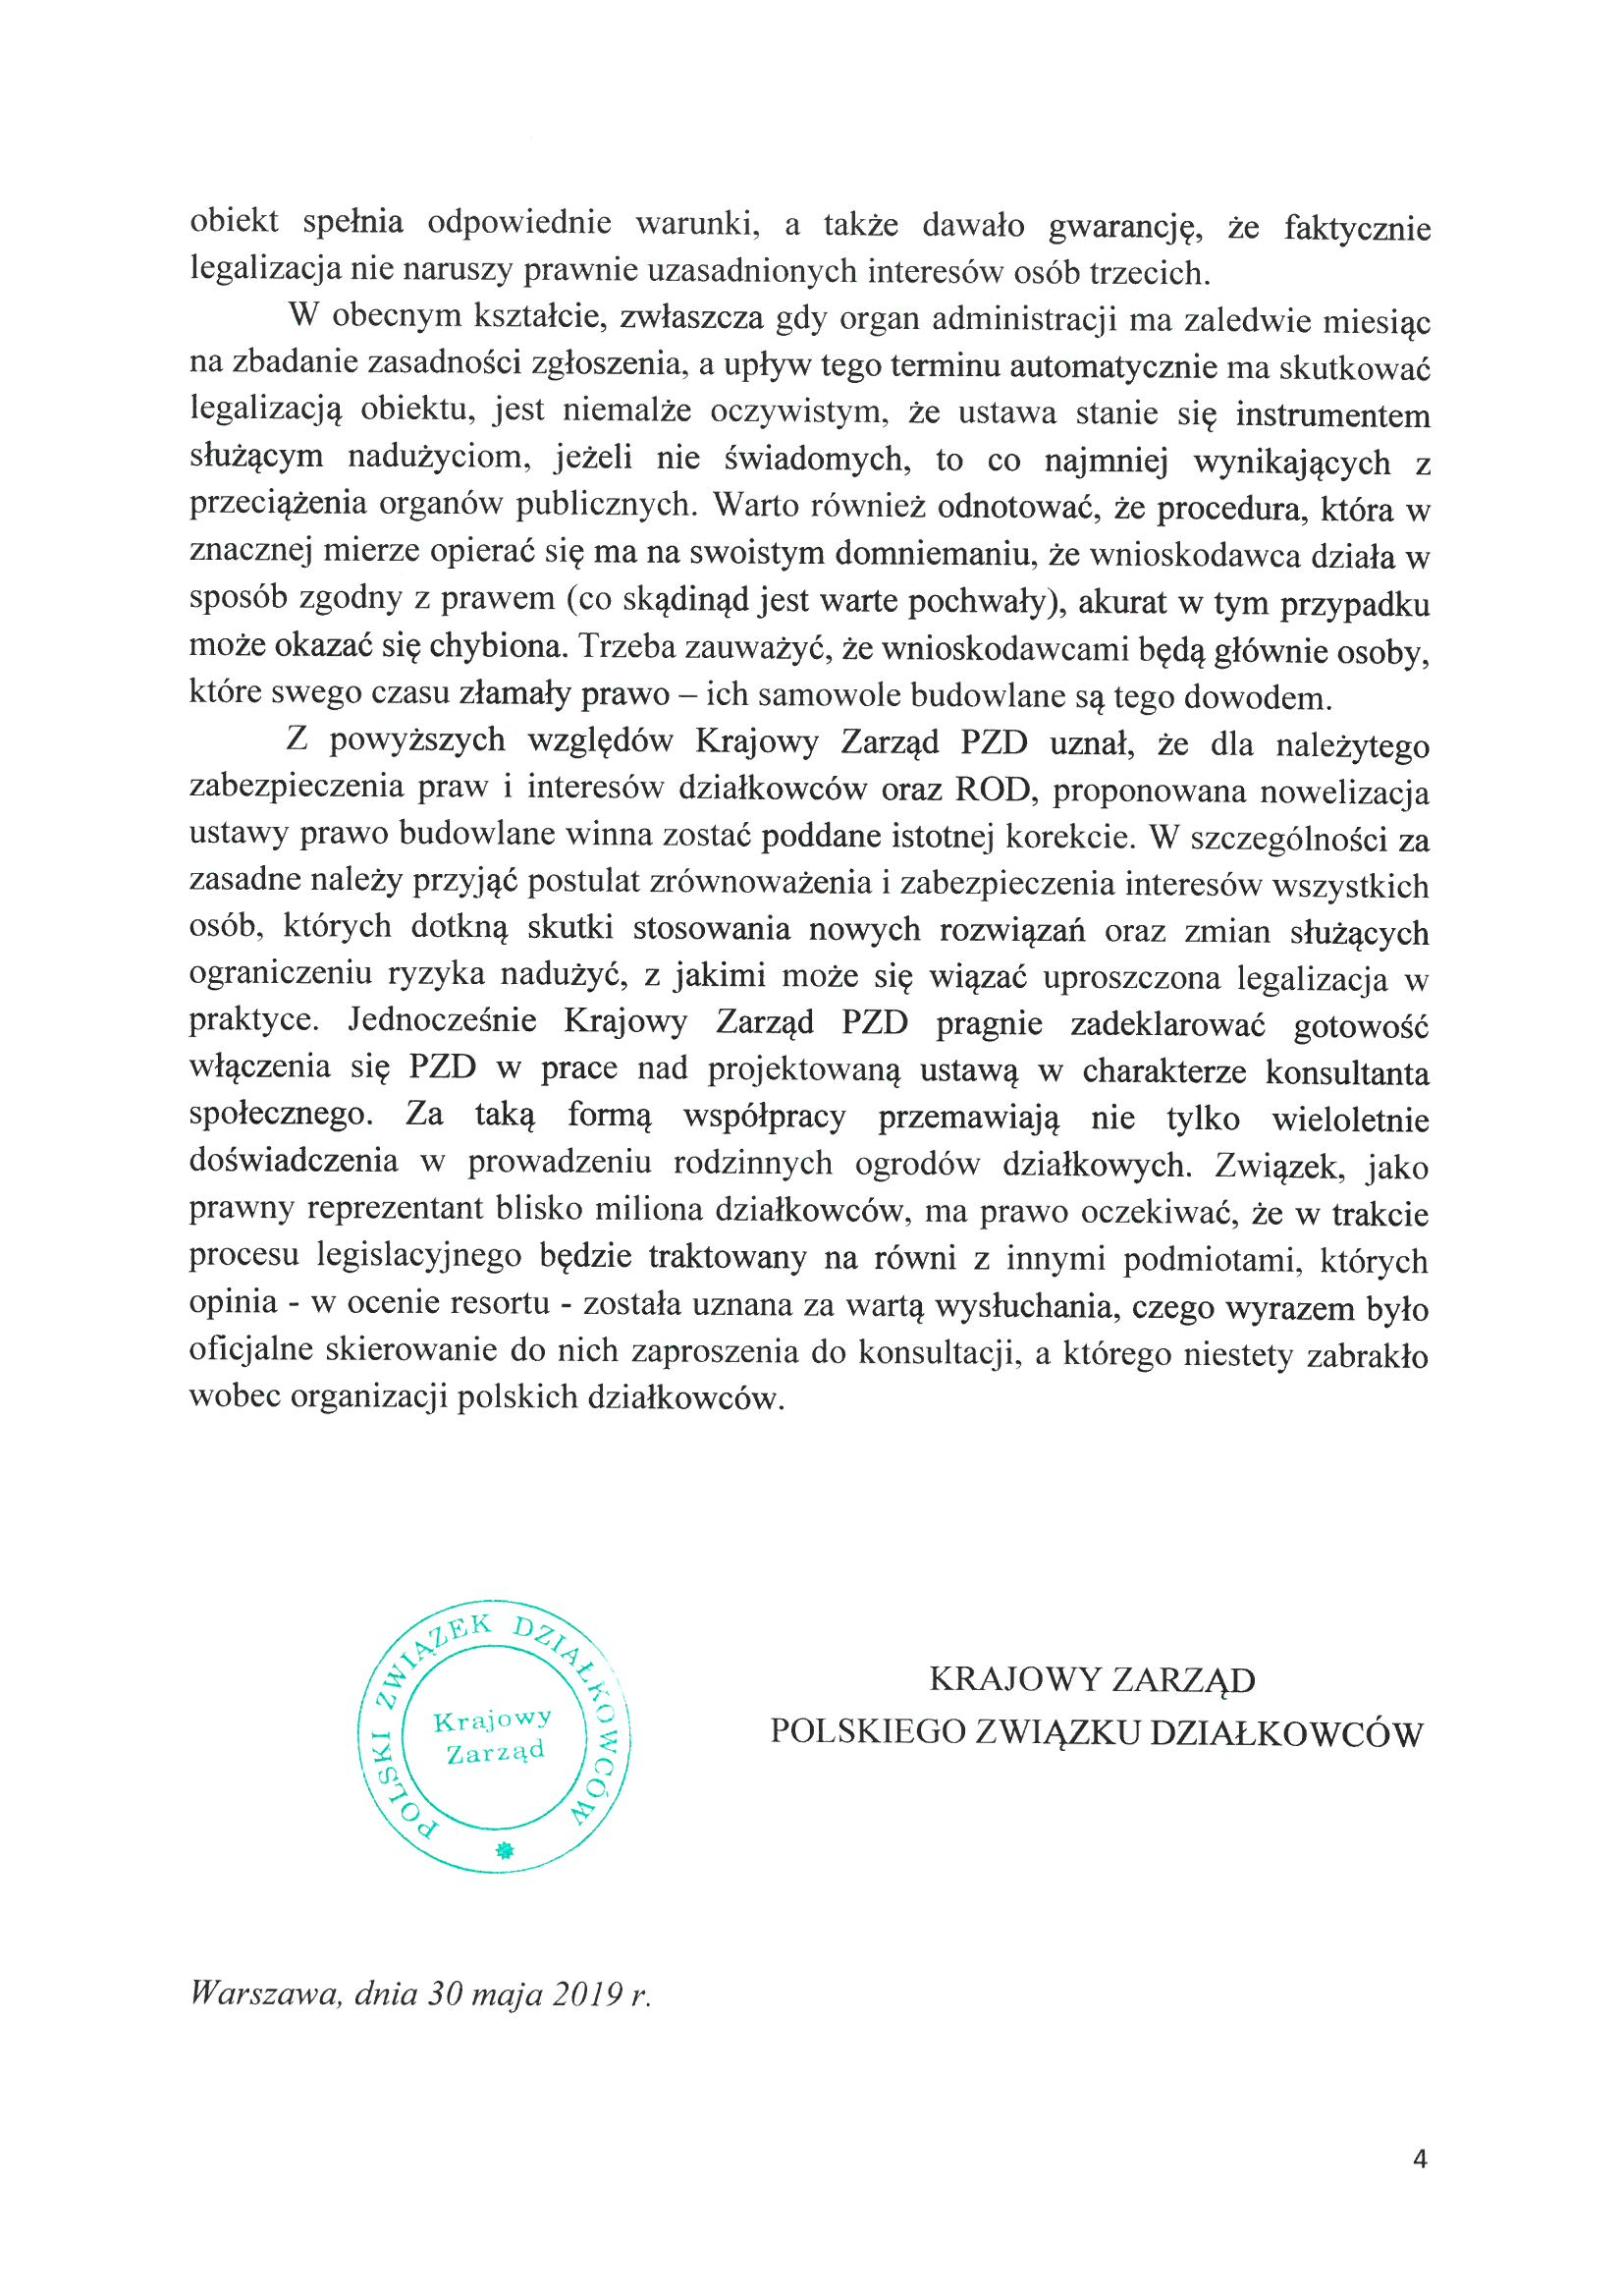 obiekt spełnia odpowiednie warunki, a także dawało gwarancję, że faktycznie
legalizacja nie naruszy prawnie uzasadnionych interesów osób trzecich.
W obecnym kształcie, zwłaszcza gdy organ administracji ma zaledwie miesiąc
na zbadanie zasadności zgłoszenia, a upływ tego terminu automatycznie ma skutkować
legalizacją obiektu, jest niemalże oczywistym, że ustawa stanie się instrumentem
służącym nadużyciom, jeżeli nie świadomych, to co najmniej wynikających z
przeciążenia organów publicznych. Warto również odnotować, że procedura, która w
znacznej mierze opierać się ma na swoistym domniemaniu, że wnioskodawca działa w
sposób zgodny z prawem (co skądinąd jest warte pochwały), akurat w tym przypadku
może okazać się chybiona. Trzeba zauważyć, że wnioskodawcami będą głównie osoby,
które swego czasu złamały prawo – ich samowole budowlane są tego dowodem.
Z powyższych względów Krajowy Zarząd PZD uznał, że dla należytego
zabezpieczenia praw i interesów działkowców oraz ROD, proponowana nowelizacja
ustawy prawo budowlane winna zostać poddane istotnej korekcie. W szczególności za
zasadne należy przyjąć postulat zrównoważenia i zabezpieczenia interesów wszystkich
osób, których dotkną skutki stosowania nowych rozwiązań oraz zmian służących
ograniczeniu ryzyka nadużyć, z jakimi może się wiązać uproszczona legalizacja w
praktyce. Jednocześnie Krajowy Zarząd PZD pragnie zadeklarować gotowość
włączenia się PZD w prace nad projektowaną ustawą w charakterze konsultanta
społecznego. Za taką formą współpracy przemawiają nie tylko wieloletnie
doświadczenia w prowadzeniu rodzinnych ogrodów działkowych. Związek, jako
prawny reprezentant blisko miliona działkowców, ma prawo oczekiwać, że w trakcie
procesu legislacyjnego będzie traktowany na równi z innymi podmiotami, których
opinia - w ocenie resortu - została uznana za wartą wysłuchania, czego wyrazem było
oficjalne skierowanie do nich zaproszenia do konsultacji, a którego niestety zabrakło
wobec organizacji polskich działkowców.
POLSKI ZWIĄZEK DZIAŁKOWCÓW
Krajowy
Zarząd
KRAJOWY ZARZĄD
POLSKIEGO ZWIĄZKU DZIAŁKOWCÓW
Warszawa, dnia 30 maja 2019 r.
4